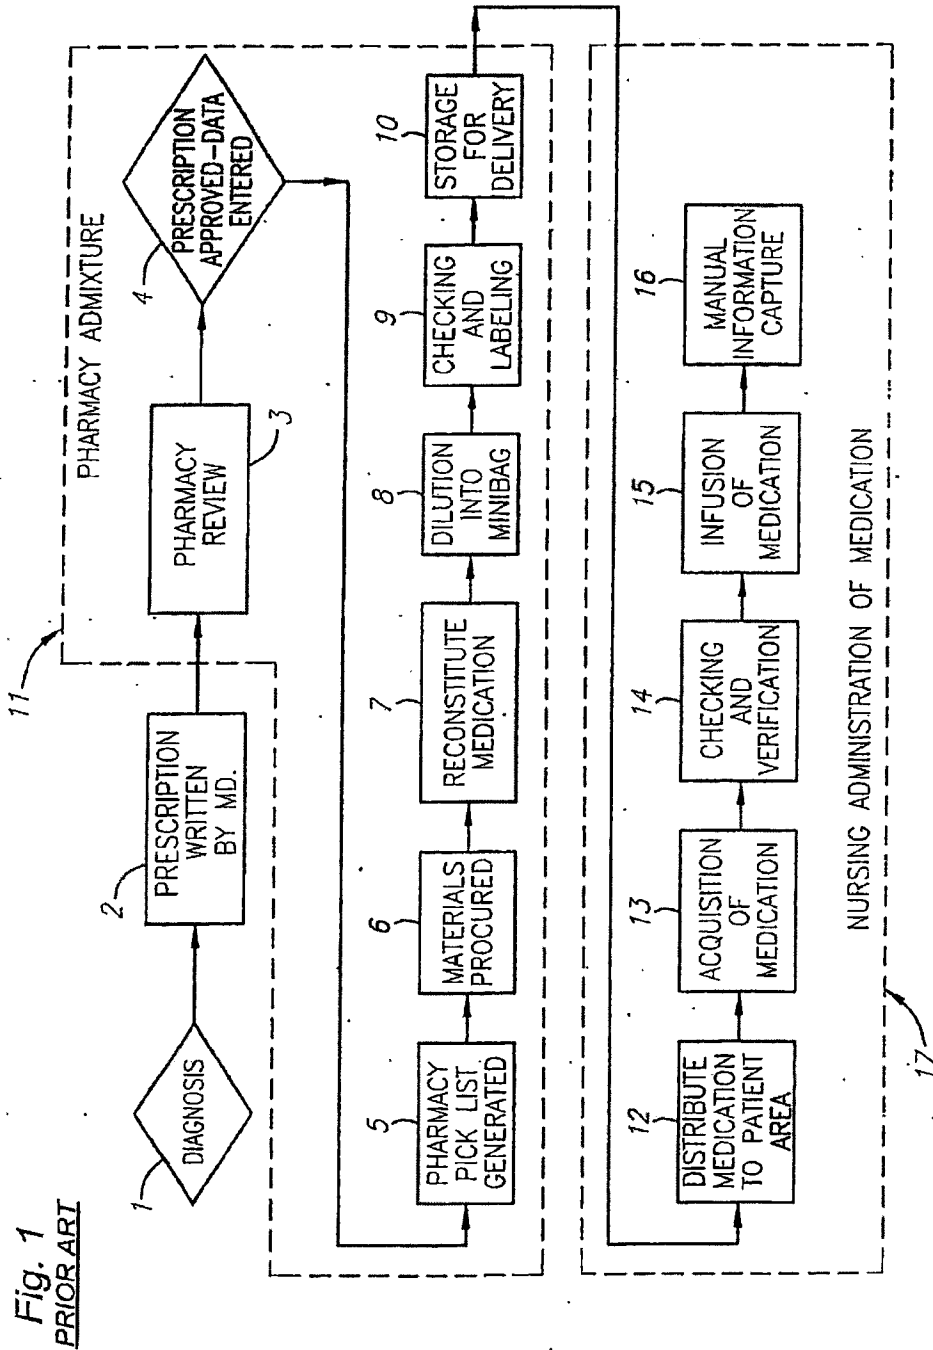 Fig. 1
PRIOR ART
1
DIAGNOSIS
2
PRESCRIPTION
WRITTEN
BY MD.
11
PHARMACY ADMIXTURE
3
PHARMACY
REVIEW
4
PRESCRIPTION
APPROVED-DATA
ENTERED
5
PHARMACY
PICK LIST
GENERATED
6
MATERIALS
PROCURED
7
RECONSTITUTE
MEDICATION
8
DILUTION
INTO
MINIBAG
9
CHECKING
AND
LABELING
10
STORAGE
FOR
DELIVERY
12
DISTRIBUTE
MEDICATION
TO PATIENT
AREA
13
ACQUISITION
OF
MEDICATION
14
CHECKING
AND
VERIFICATION
15
INFUSION
OF
MEDICATION
16
MANUAL
INFORMATION
CAPTURE
NURSING ADMINISTRATION OF MEDICATION
17